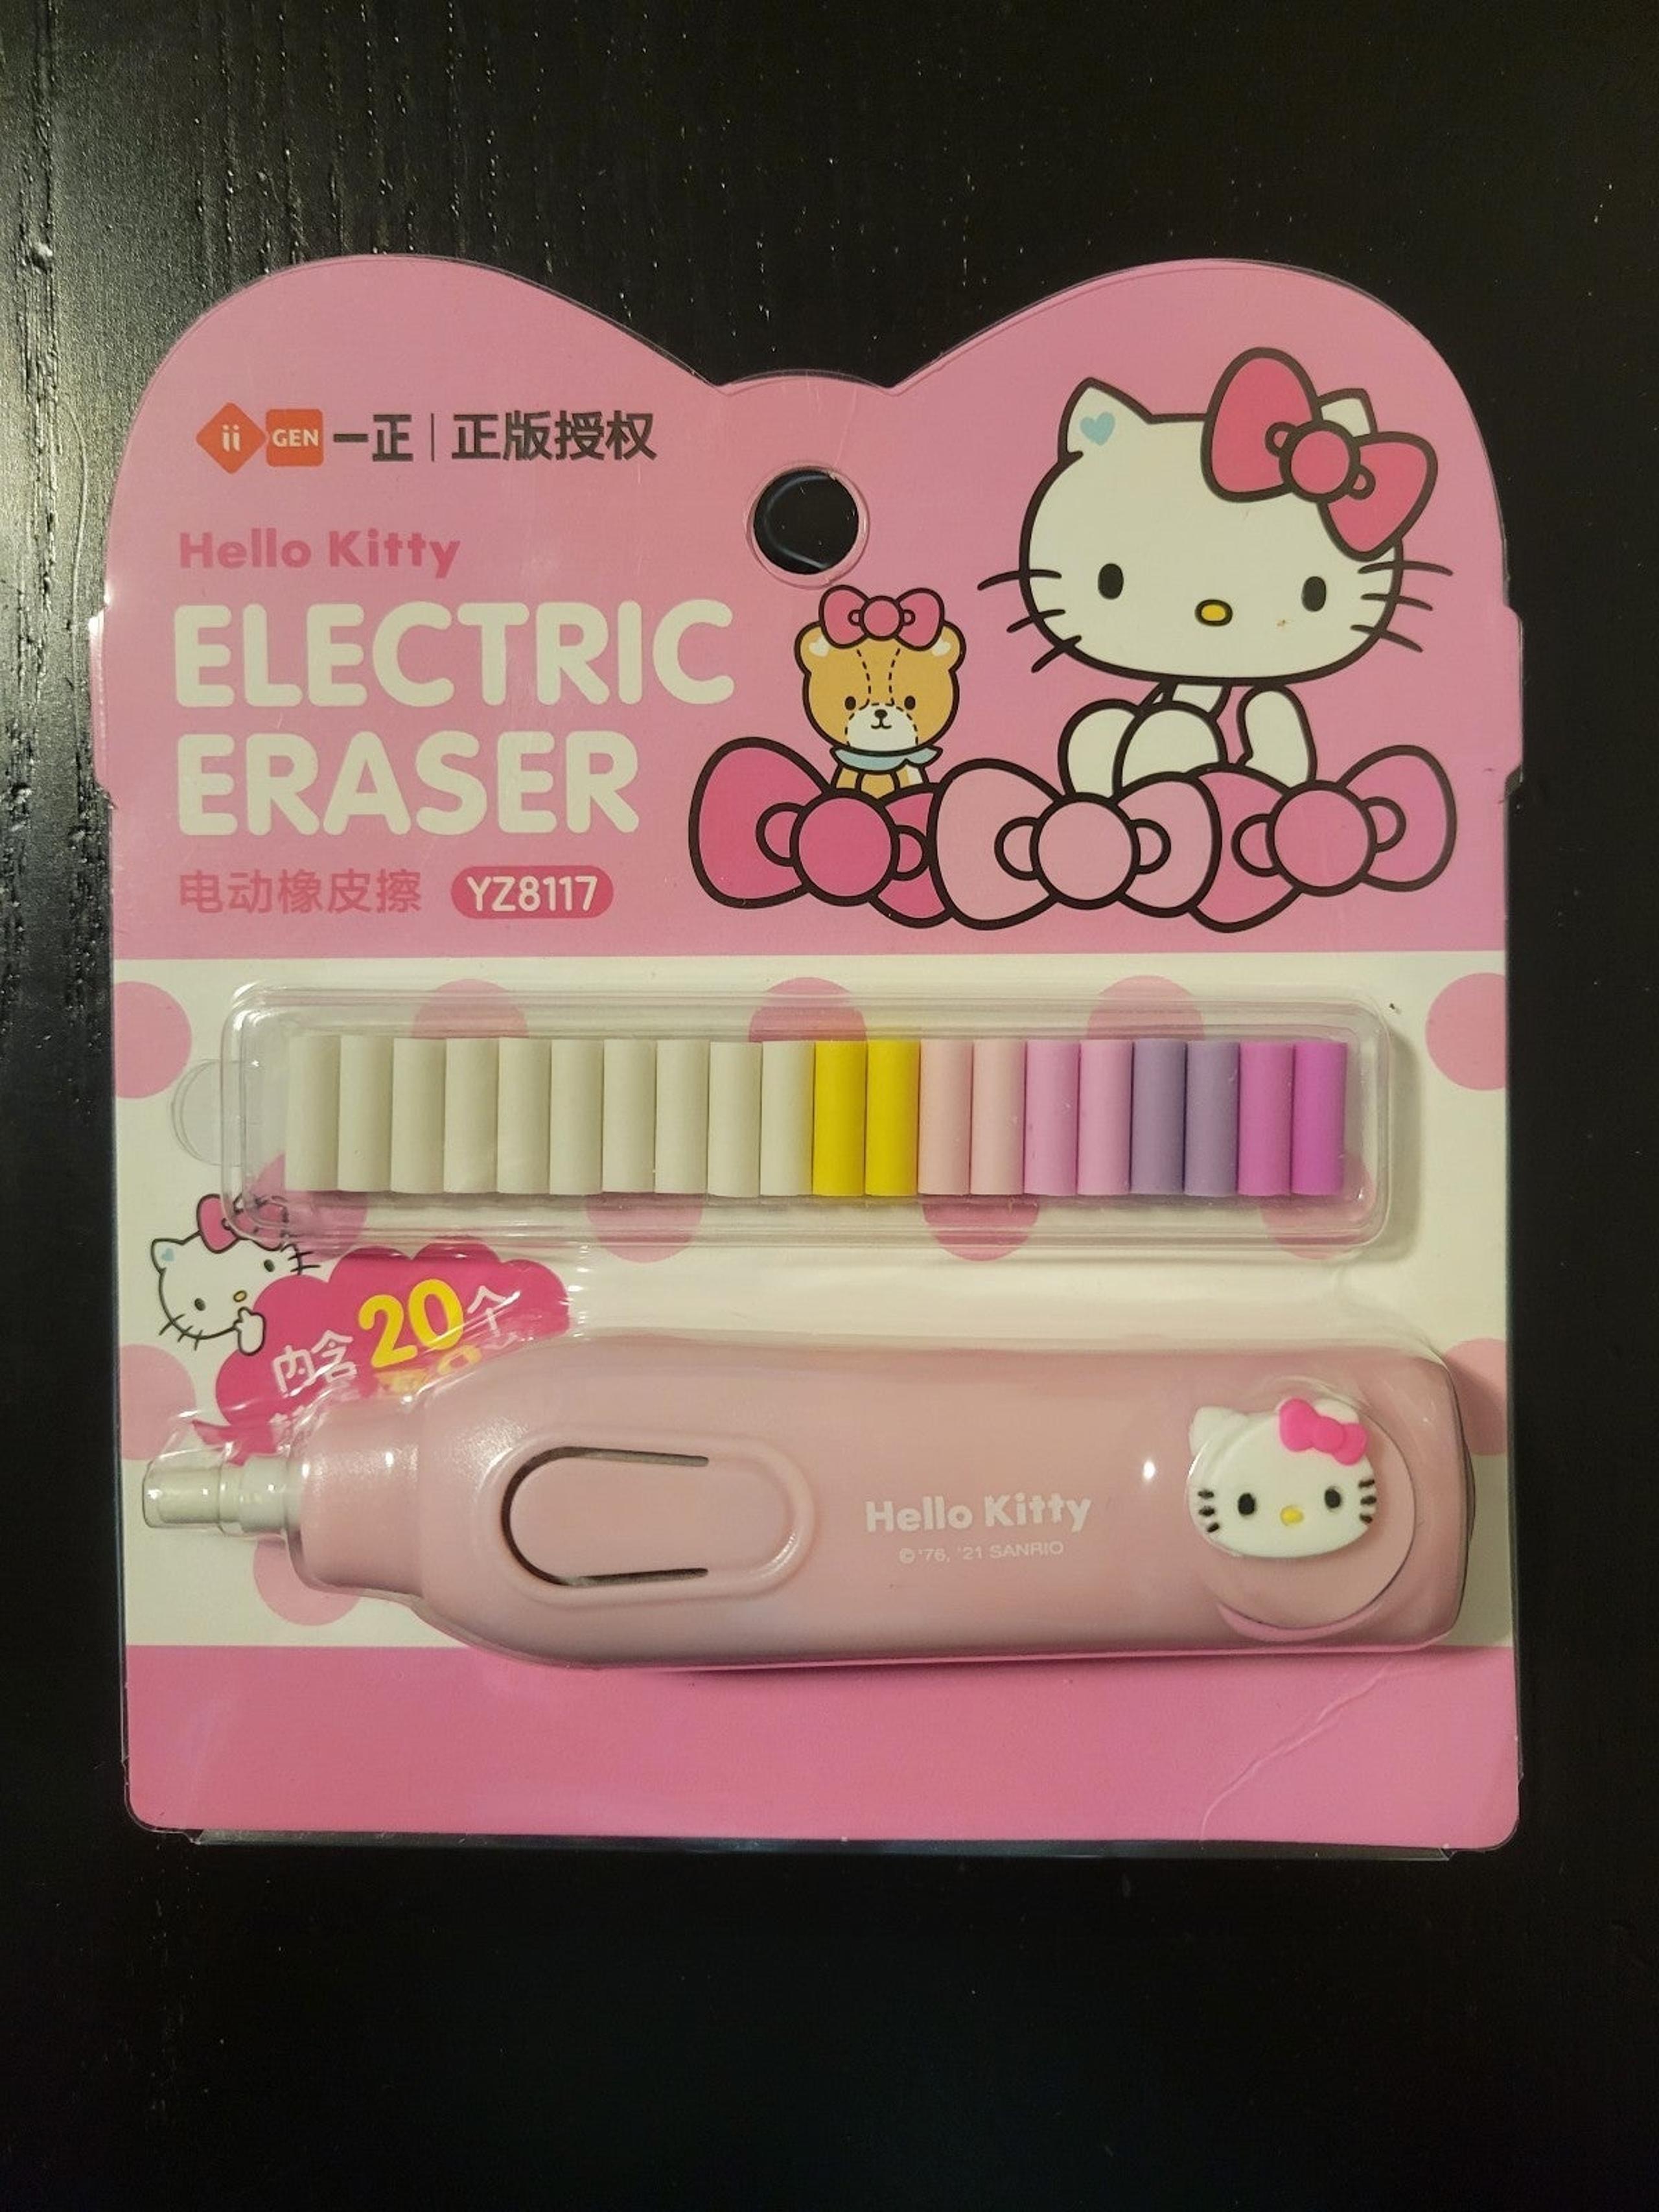 ii GEN 一正 | 正版授权
Hello Kitty
ELECTRIC
ERASER
电动橡皮擦 YZ8117
内含20个
Hello Kitty
©'76, '21 SANRIO